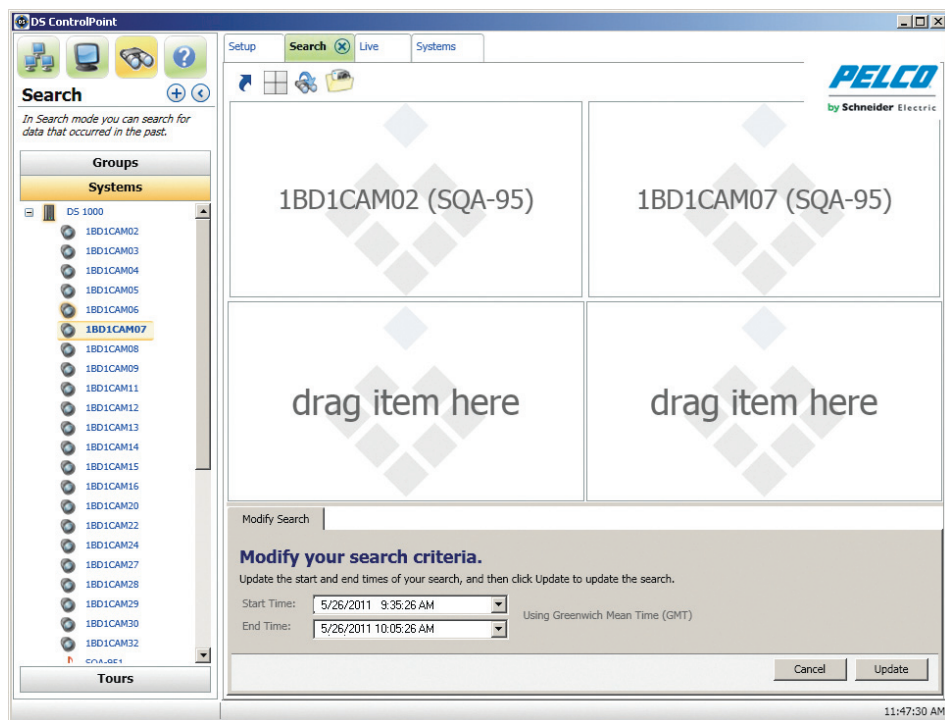 DS ControlPoint
Search
In Search mode you can search for
data that occurred in the past.
Groups
Systems
DS 1000
1BD1CAM02
1BD1CAM03
1BD1CAM04
1BD1CAM05
1BD1CAM06
1BD1CAM07
1BD1CAM08
1BD1CAM09
1BD1CAM11
1BD1CAM12
1BD1CAM13
1BD1CAM14
1BD1CAM15
1BD1CAM16
1BD1CAM20
1BD1CAM22
1BD1CAM24
1BD1CAM27
1BD1CAM28
1BD1CAM29
1BD1CAM30
1BD1CAM32
SQA-951
Tours
Setup Search Live Systems
PELCO
by Schneider Electric
1BD1CAM02 (SQA-95) 1BD1CAM07 (SQA-95)
drag item here drag item here
Modify Search
Modify your search criteria.
Update the start and end times of your search, and then click Update to update the search.
Start Time: 5/26/2011 9:35:26 AM
Using Greenwich Mean Time (GMT)
End Time: 5/26/2011 10:05:26 AM
Cancel Update
11:47:30 AM